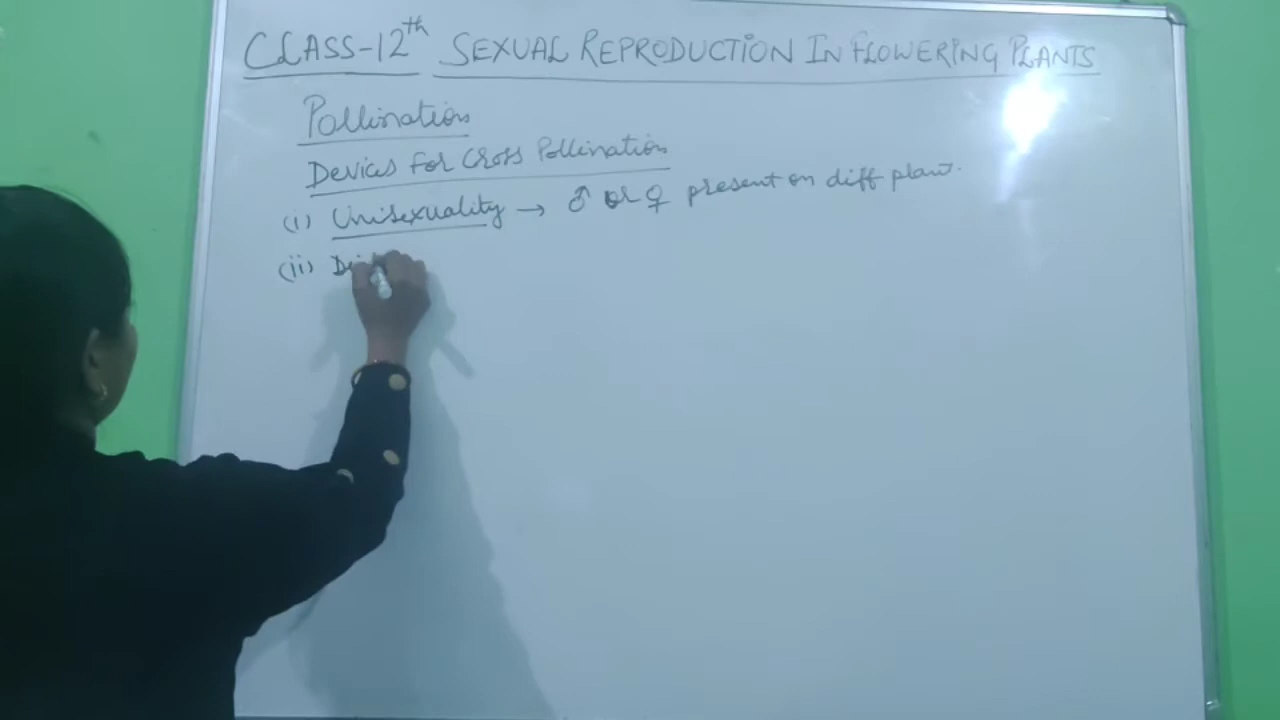 CLASS-12th SEXUAL REPRODUCTION IN FLOWERING PLANTS
Pollination
Devices For Cross Pollination
(i) Unisexuality → ♂ or ♀ present on diff plant.
(ii)